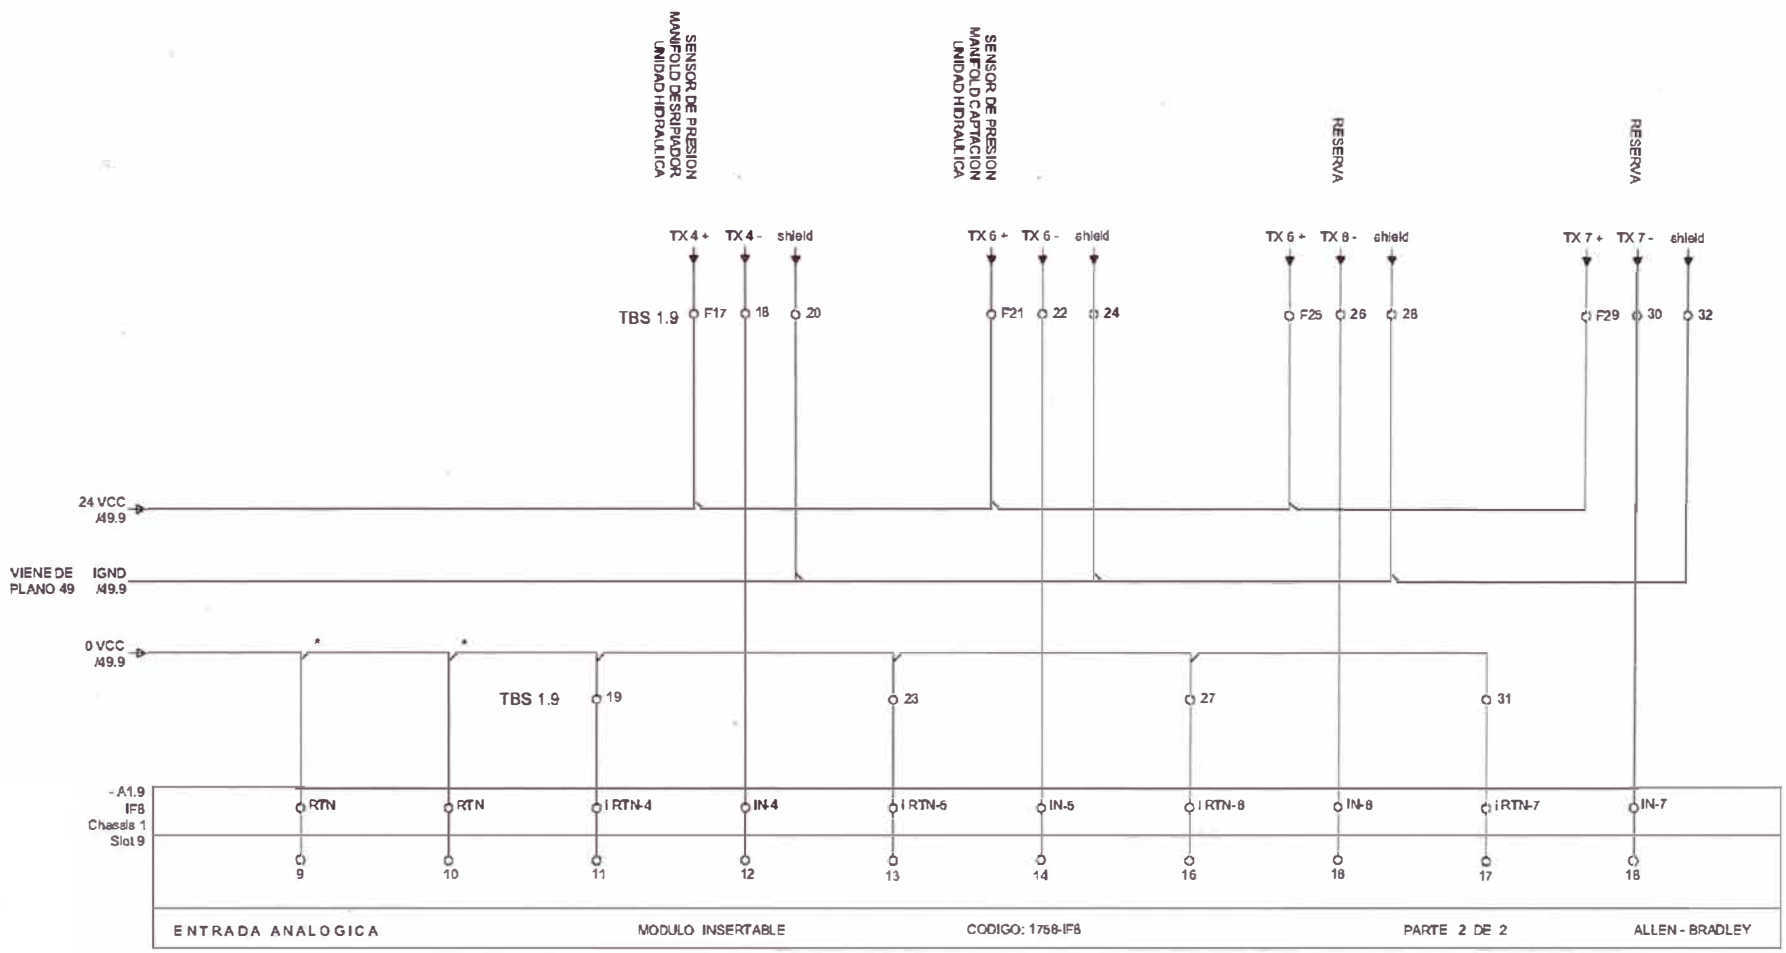 SENSOR DE PRESION
MANIFOLD DESRIPIADOR
UNIDAD HIDRAULICA
SENSOR DE PRESION
MANIFOLD CAPTACION
UNIDAD HIDRAULICA
RESERVA
RESERVA
TX 4 + TX 4 - shield
TX 6 + TX 6 - shield
TX 6 + TX 8 - shield
TX 7 + TX 7 - shield
TBS 1.9 F17 18 20
F21 22 24
F25 26 28
F29 30 32
24 VCC
/49.9
VIENE DE
PLANO 49
IGND
/49.9
0 VCC
/49.9
* *
TBS 1.9 19 23 27 31
- A1.9
IF8
Chassis 1
Slot 9
RTN RTN i RTN-4 IN-4 i RTN-5 IN-5 i RTN-8 IN-8 i RTN-7 IN-7
9 10 11 12 13 14 16 18 17 18
ENTRADA ANALOGICA MODULO INSERTABLE CODIGO: 1756-IF8 PARTE 2 DE 2 ALLEN - BRADLEY